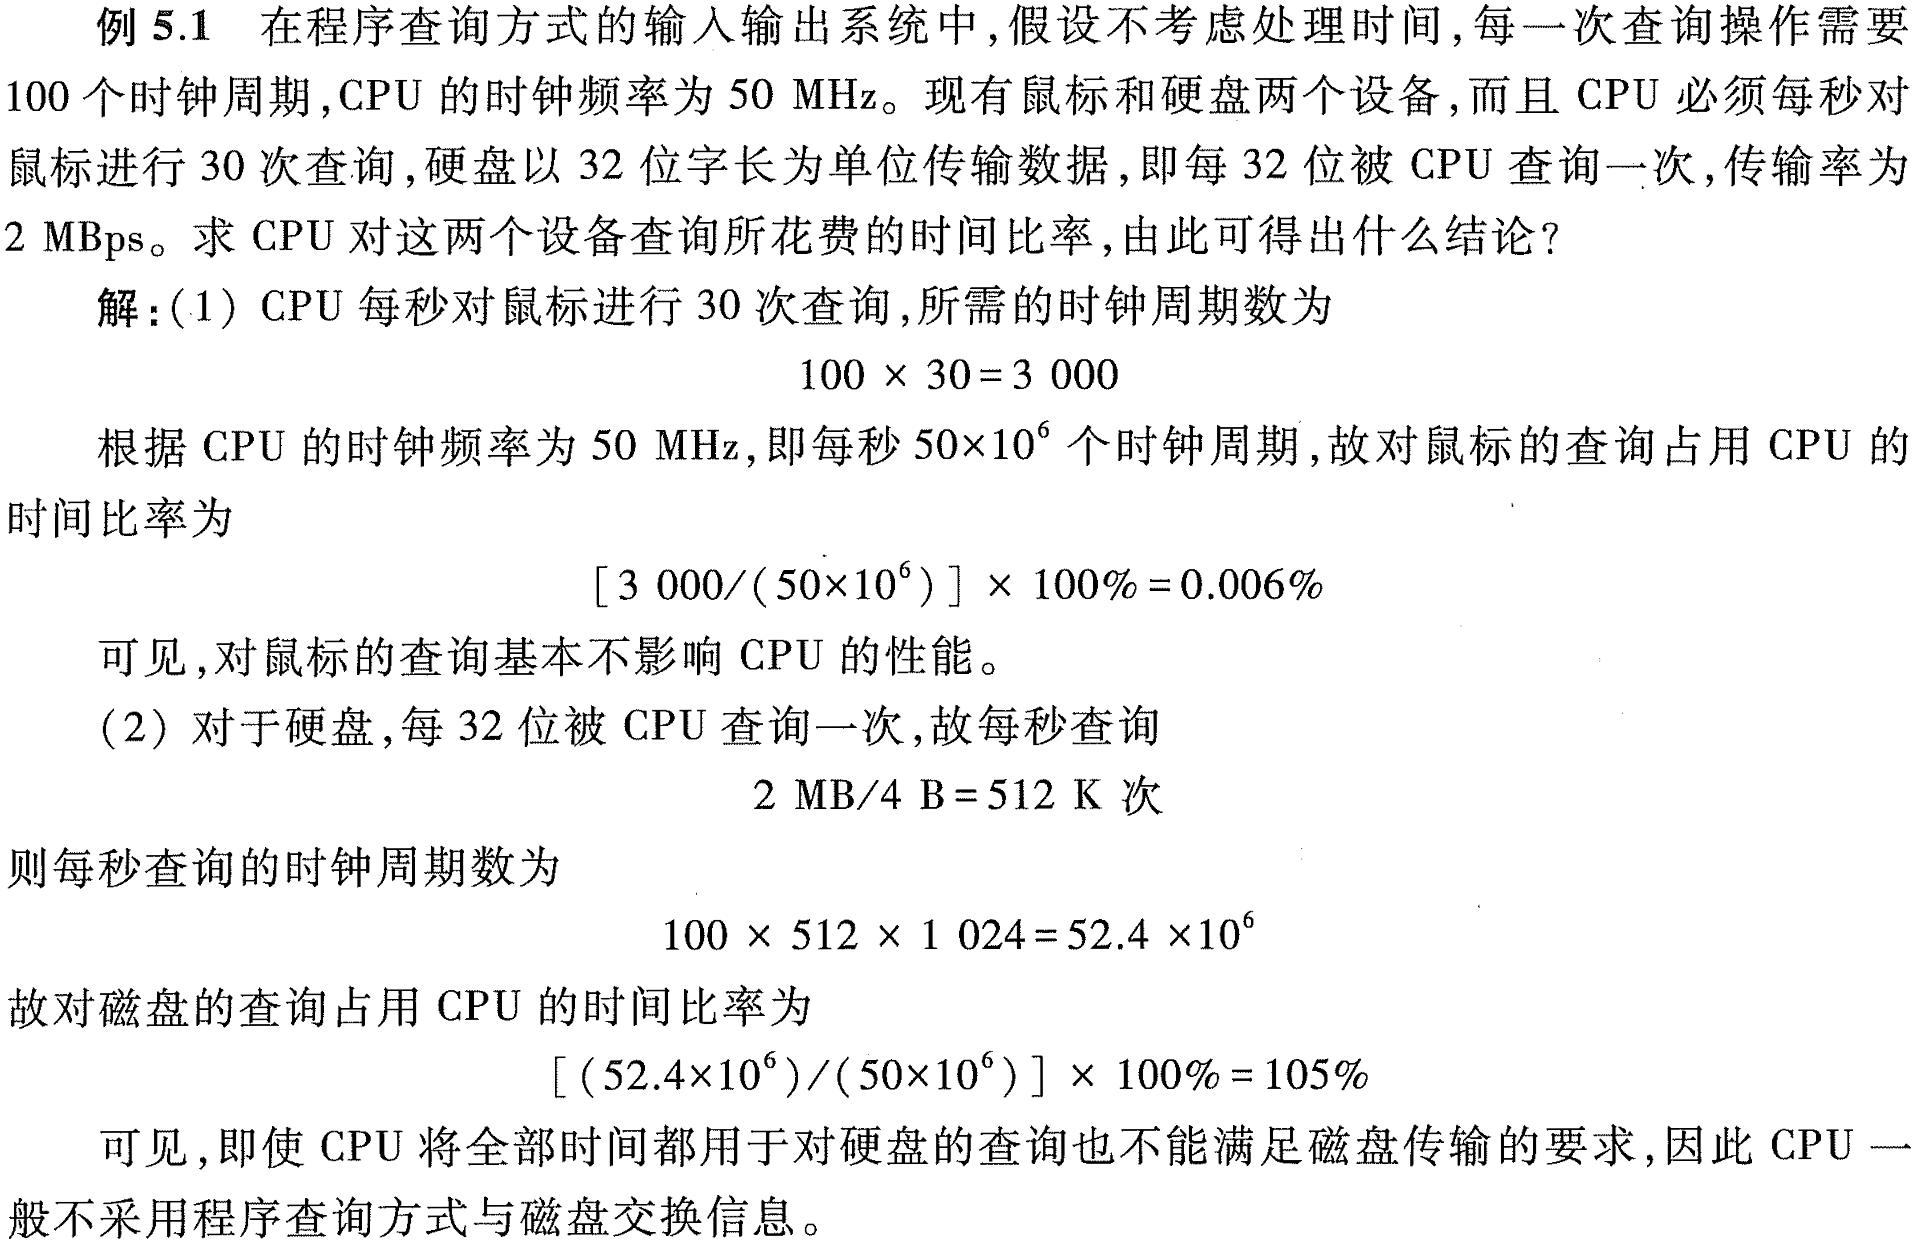 例 5.1 在程序查询方式的输入输出系统中,假设不考虑处理时间,每一次查询操作需要
100 个时钟周期,CPU 的时钟频率为 50 MHz。现有鼠标和硬盘两个设备,而且 CPU 必须每秒对
鼠标进行 30 次查询,硬盘以 32 位字长为单位传输数据,即每 32 位被 CPU 查询一次,传输率为
2 MBps。求 CPU 对这两个设备查询所花费的时间比率,由此可得出什么结论?
解:(1) CPU 每秒对鼠标进行 30 次查询,所需的时钟周期数为
100 × 30=3 000
根据 CPU 的时钟频率为 50 MHz,即每秒 50×10⁶ 个时钟周期,故对鼠标的查询占用 CPU 的
时间比率为
[3 000/(50×10⁶)] × 100%=0.006%
可见,对鼠标的查询基本不影响 CPU 的性能。
(2) 对于硬盘,每 32 位被 CPU 查询一次,故每秒查询
2 MB/4 B=512 K 次
则每秒查询的时钟周期数为
100 × 512 × 1 024=52.4 ×10⁶
故对磁盘的查询占用 CPU 的时间比率为
[(52.4×10⁶)/(50×10⁶)] × 100%=105%
可见,即使 CPU 将全部时间都用于对硬盘的查询也不能满足磁盘传输的要求,因此 CPU 一
般不采用程序查询方式与磁盘交换信息。